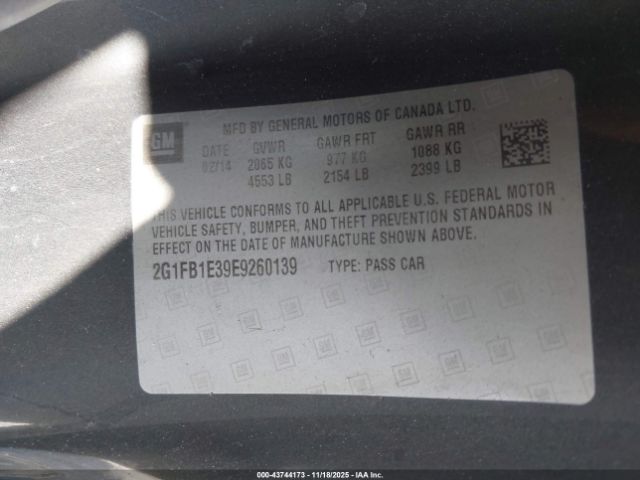 GM
MFD BY GENERAL MOTORS OF CANADA LTD.
DATE GVWR GAWR FRT GAWR RR
02/14 2065 KG 977 KG 1088 KG
4553 LB 2154 LB 2399 LB
THIS VEHICLE CONFORMS TO ALL APPLICABLE U.S. FEDERAL MOTOR
VEHICLE SAFETY, BUMPER, AND THEFT PREVENTION STANDARDS IN
EFFECT ON THE DATE OF MANUFACTURE SHOWN ABOVE.
2G1FB1E39E9260139 TYPE: PASS CAR
000-43744173 - 11/18/2025 - IAAI.COM